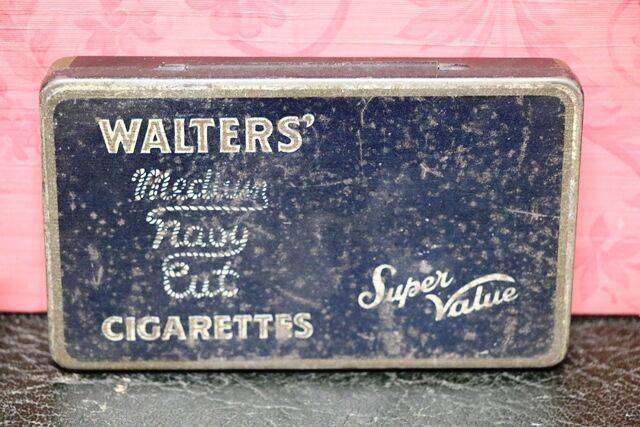 WALTERS'
Medium
Navy
Cut
CIGARETTES
Super
Value